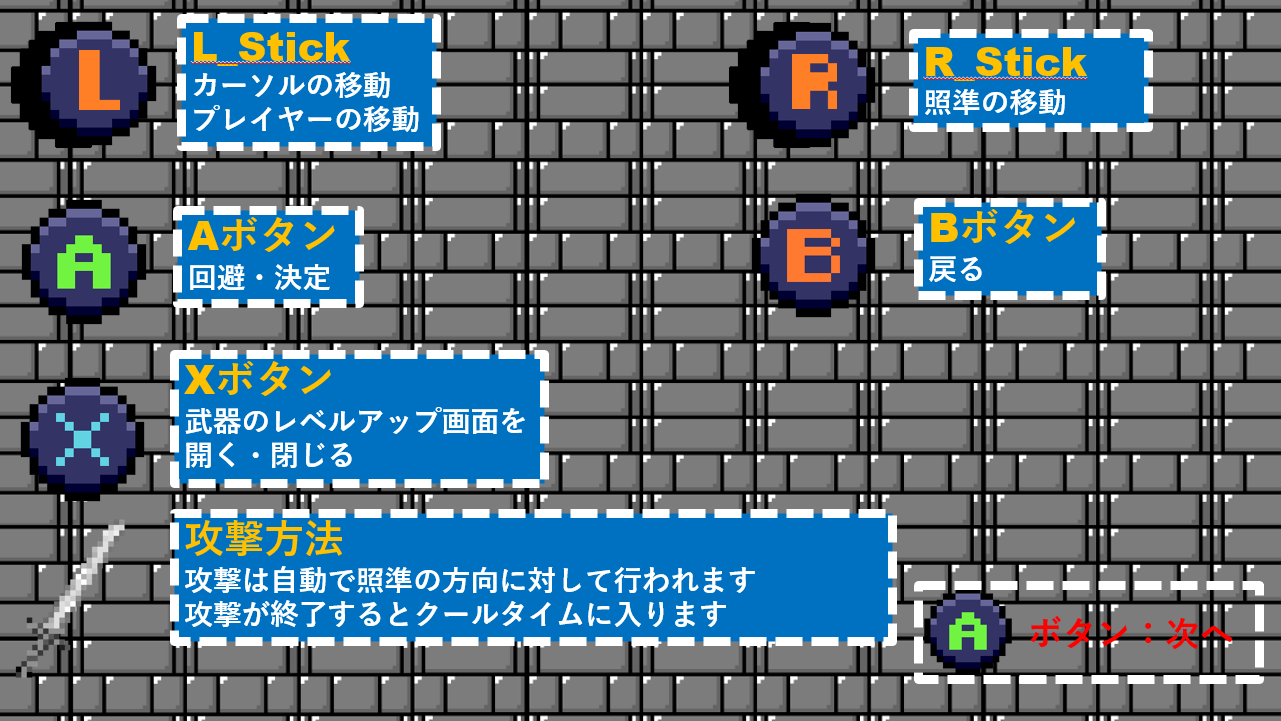 L
L_Stick
カーソルの移動
プレイヤーの移動
R
R_Stick
照準の移動
A
Aボタン
回避・決定
B
Bボタン
戻る
X
Xボタン
武器のレベルアップ画面を
開く・閉じる
攻撃方法
攻撃は自動で照準の方向に対して行われます
攻撃が終了するとクールタイムに入ります
A ボタン：次へ